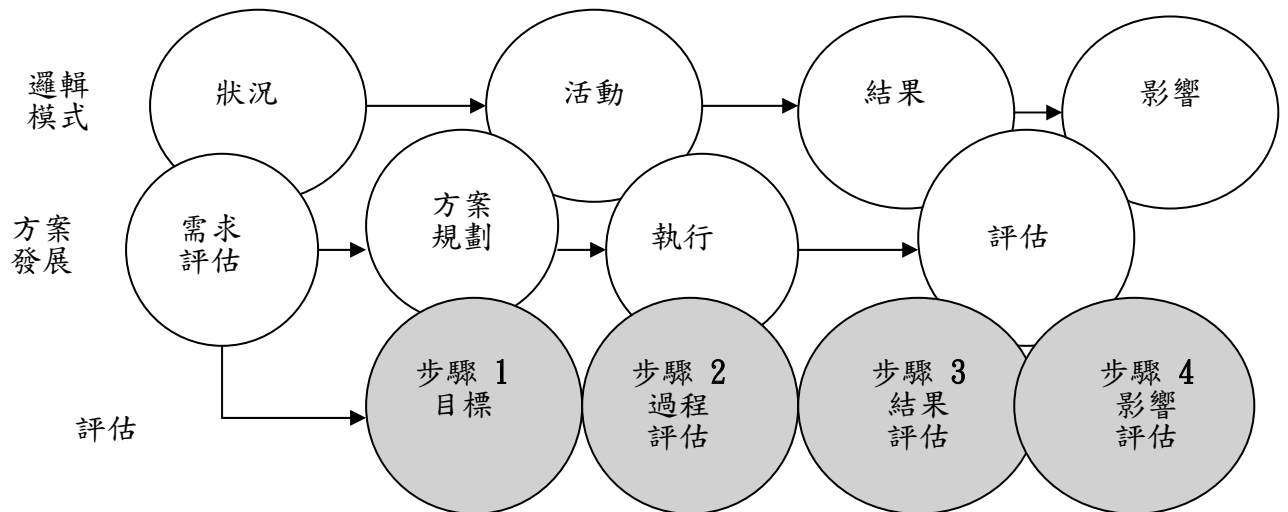 邏輯
模式
狀況
活動
結果
影響
方案
發展
需求
評估
方案
規劃
執行
評估
評估
步驟 1
目標
步驟 2
過程
評估
步驟 3
結果
評估
步驟 4
影響
評估